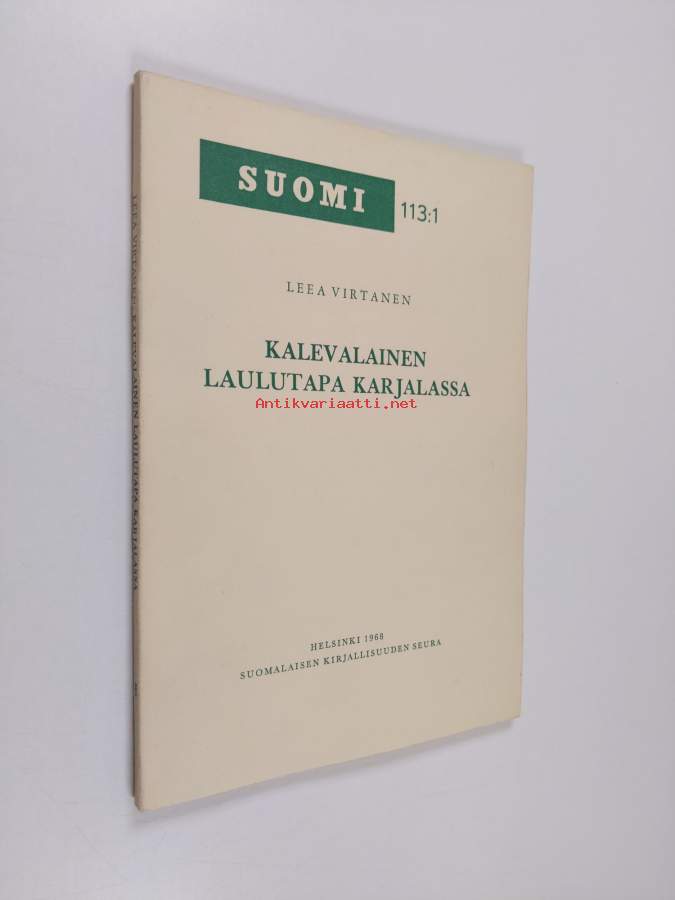 SUOMI
113:1
LEEA VIRTANEN
KALEVALAINEN
LAULUTAPA KARJALASSA
Antikvariaatti.net
HELSINKI 1968
SUOMALAISEN KIRJALLISUUDEN SEURA
LEEA VIRTANEN KALEVALAINEN LAULUTAPA KARJALASSA